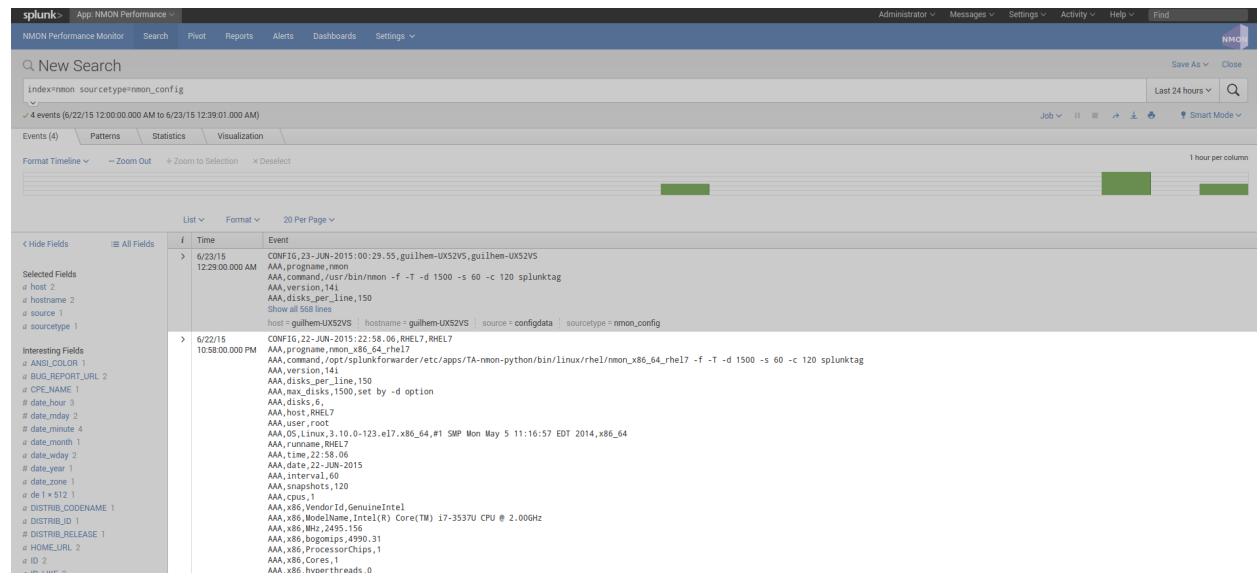 splunk> App: NMON Performance Administrator Messages Settings Activity Help Find
NMON Performance Monitor Search Pivot Reports Alerts Dashboards Settings NMON
New Search Save As Close
index=nmon sourcetype=nmon_config Last 24 hours
4 events (6/22/15 12:00:00.000 AM to 6/23/15 12:39:01.000 AM) Job Smart Mode
Events (4) Patterns Statistics Visualization
Format Timeline — Zoom Out + Zoom to Selection × Deselect 1 hour per column
List Format 20 Per Page
< Hide Fields All Fields
Selected Fields
a host 2
a hostname 2
a source 1
a sourcetype 1
Interesting Fields
a ANSI_COLOR 1
a BUG_REPORT_URL 2
a CPE_NAME 1
# date_hour 3
# date_mday 2
# date_minute 4
a date_month 1
a date_wday 2
# date_year 1
a date_zone 1
a de 1 × 512 1
a DISTRIB_CODENAME 1
a DISTRIB_ID 1
# DISTRIB_RELEASE 1
a HOME_URL 2
a ID 2
i Time Event
> 6/23/15
12:29:00.000 AM
CONFIG,23-JUN-2015:00:29.55,guilhem-UX52VS,guilhem-UX52VS
AAA,progname,nmon
AAA,command,/usr/bin/nmon -f -T -d 1500 -s 60 -c 120 splunktag
AAA,version,14i
AAA,disks_per_line,150
Show all 568 lines
host = guilhem-UX52VS hostname = guilhem-UX52VS source = configdata sourcetype = nmon_config
> 6/22/15
10:58:00.000 PM
CONFIG,22-JUN-2015:22:58.06,RHEL7,RHEL7
AAA,progname,nmon_x86_64_rhel7
AAA,command,/opt/splunkforwarder/etc/apps/TA-nmon-python/bin/linux/rhel/nmon_x86_64_rhel7 -f -T -d 1500 -s 60 -c 120 splunktag
AAA,version,14i
AAA,disks_per_line,150
AAA,max_disks,1500,set by -d option
AAA,disks,6,
AAA,host,RHEL7
AAA,user,root
AAA,OS,Linux,3.10.0-123.el7.x86_64,#1 SMP Mon May 5 11:16:57 EDT 2014,x86_64
AAA,runname,RHEL7
AAA,time,22:58.06
AAA,date,22-JUN-2015
AAA,interval,60
AAA,snapshots,120
AAA,cpus,1
AAA,x86,VendorId,GenuineIntel
AAA,x86,ModelName,Intel(R) Core(TM) i7-3537U CPU @ 2.00GHz
AAA,x86,MHz,2495.156
AAA,x86,bogomips,4990.31
AAA,x86,ProcessorChips,1
AAA,x86,Cores,1
AAA,x86,hyperthreads,0